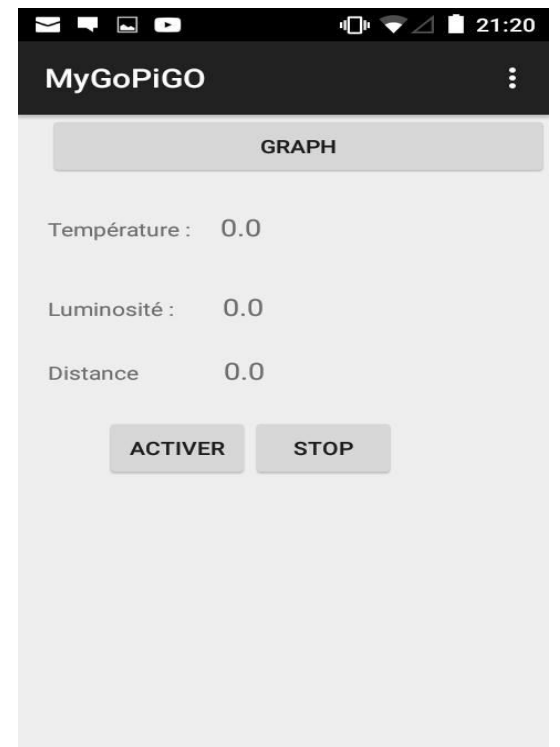 21:20
MyGoPiGO
GRAPH
Température : 0.0
Luminosité : 0.0
Distance 0.0
ACTIVER STOP